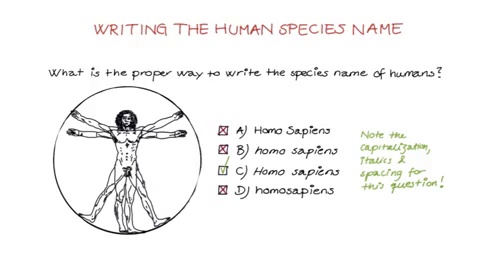 WRITING THE HUMAN SPECIES NAME
What is the proper way to write the species name of humans?
A) Homo Sapiens
B) homo sapiens
C) Homo sapiens
D) homosapiens
Note the
capitalization,
italics &
spacing for
this question!